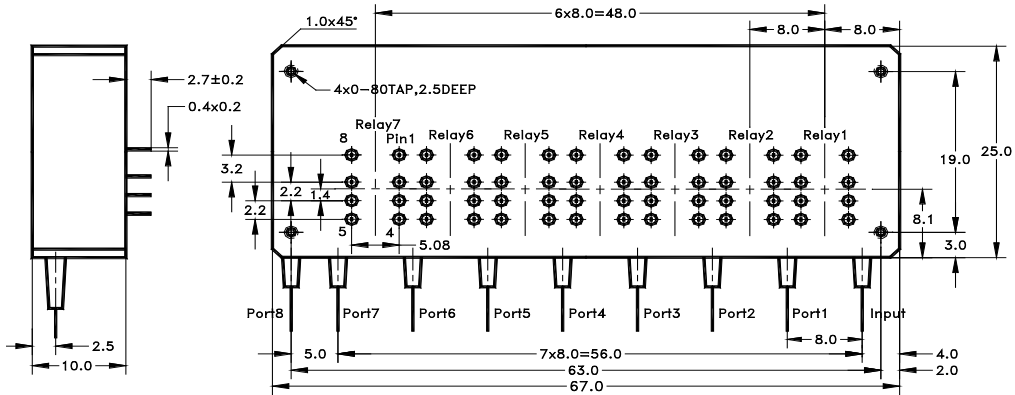 6x8.0=48.0
1.0x45°
8.0
8.0
2.7±0.2
4x0-80TAP,2.5DEEP
0.4x0.2
Relay7
8
Pin1
Relay6
Relay5
Relay4
Relay3
Relay2
Relay1
3.2
19.0
25.0
2.2
1.4
2.2
8.1
5
4
5.08
3.0
Port8
Port7
Port6
Port5
Port4
Port3
Port2
Port1
Input
2.5
8.0
5.0
7x8.0=56.0
4.0
10.0
63.0
2.0
67.0